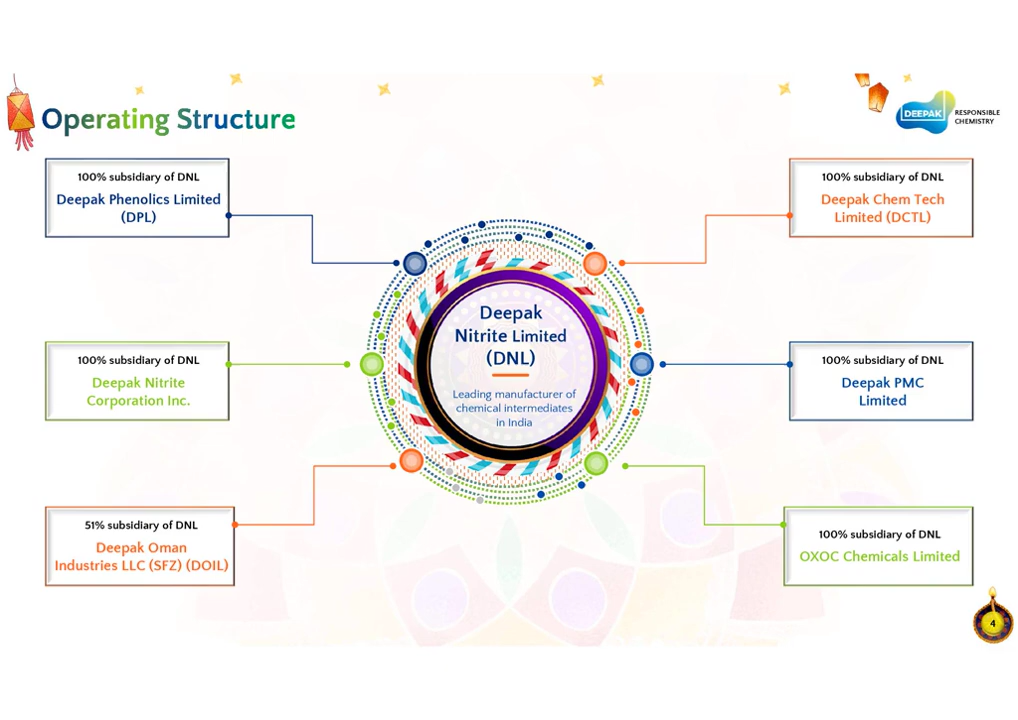 Operating Structure
DEEPAK
RESPONSIBLE
CHEMISTRY
100% subsidiary of DNL
Deepak Phenolics Limited
(DPL)
100% subsidiary of DNL
Deepak Chem Tech
Limited (DCTL)
Deepak
Nitrite Limited
(DNL)
Leading manufacturer of
chemical intermediates
in India
100% subsidiary of DNL
Deepak Nitrite
Corporation Inc.
100% subsidiary of DNL
Deepak PMC
Limited
51% subsidiary of DNL
Deepak Oman
Industries LLC (SFZ) (DOIL)
100% subsidiary of DNL
OXOC Chemicals Limited
4